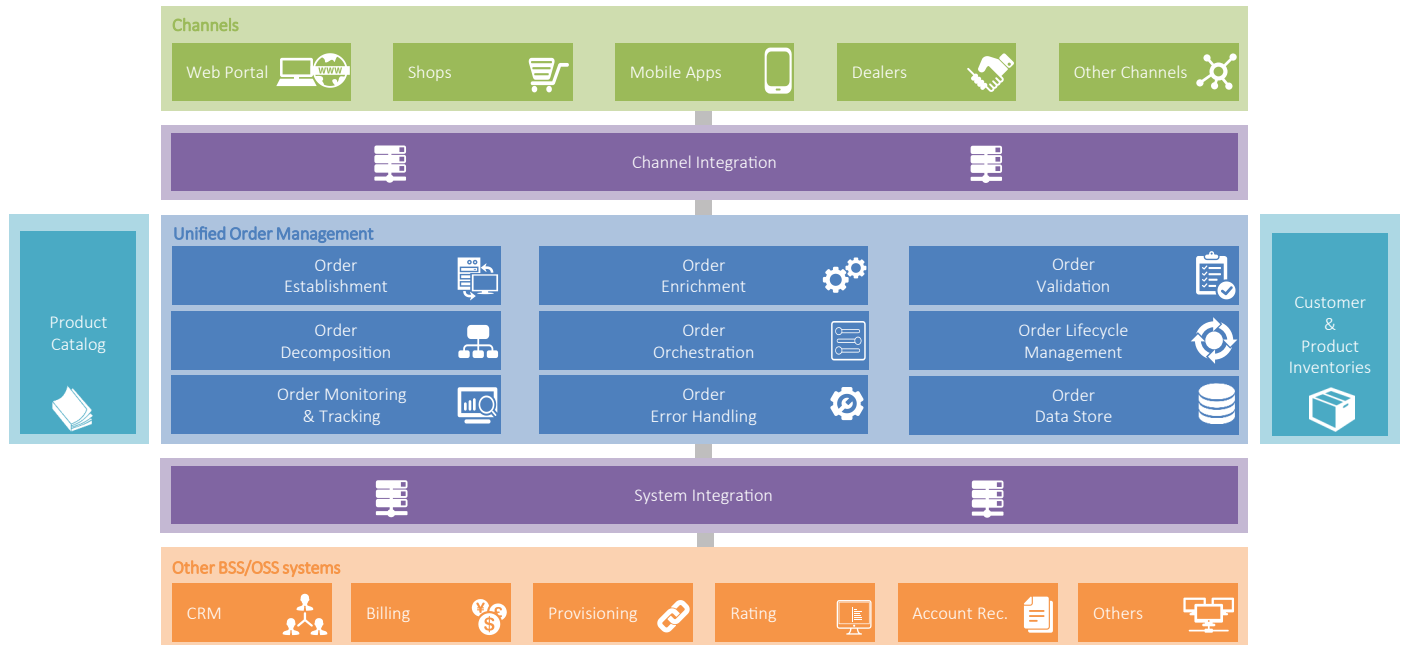 Channels
Web Portal
WWW
Shops
Mobile Apps
Dealers
Other Channels
Channel Integration
Product
Catalog
Unified Order Management
Order
Establishment
Order
Enrichment
Order
Validation
Order
Decomposition
Order
Orchestration
Order Lifecycle
Management
Order Monitoring
& Tracking
Order
Error Handling
Order
Data Store
Customer
&
Product
Inventories
System Integration
Other BSS/OSS systems
CRM
Billing
¥
€
$
Provisioning
Rating
Account Rec.
Others